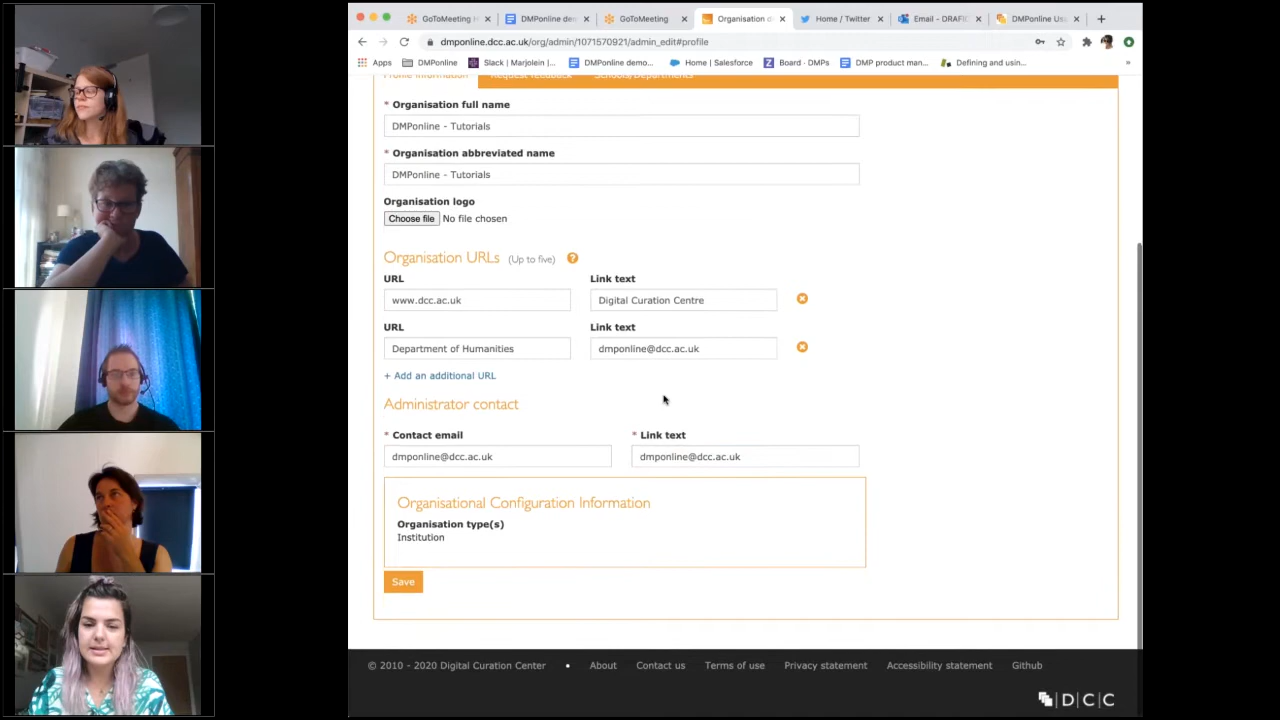 GoToMeeting H
DMPonline de
GoToMeeting
Organisation d
Home / Twitter
Email - DRAFI
DMPonline Us
dmponline.dcc.ac.uk/org/admin/1071570921/admin_edit#profile
Apps
DMPonline
Slack | Marjolein |...
DMPonline demo...
Home | Salesforce
Board · DMPs
DMP product man...
Defining and usin...
»
Profile Information
Request feedback
Schools/Departments
* Organisation full name
DMPonline - Tutorials
* Organisation abbreviated name
DMPonline - Tutorials
Organisation logo
Choose file No file chosen
Organisation URLs (Up to five) ?
URL Link text
www.dcc.ac.uk Digital Curation Centre
URL Link text
Department of Humanities dmponline@dcc.ac.uk
+ Add an additional URL
Administrator contact
* Contact email * Link text
dmponline@dcc.ac.uk dmponline@dcc.ac.uk
Organisational Configuration Information
Organisation type(s)
Institution
Save
© 2010 - 2020 Digital Curation Center • About Contact us Terms of use Privacy statement Accessibility statement Github
DCC